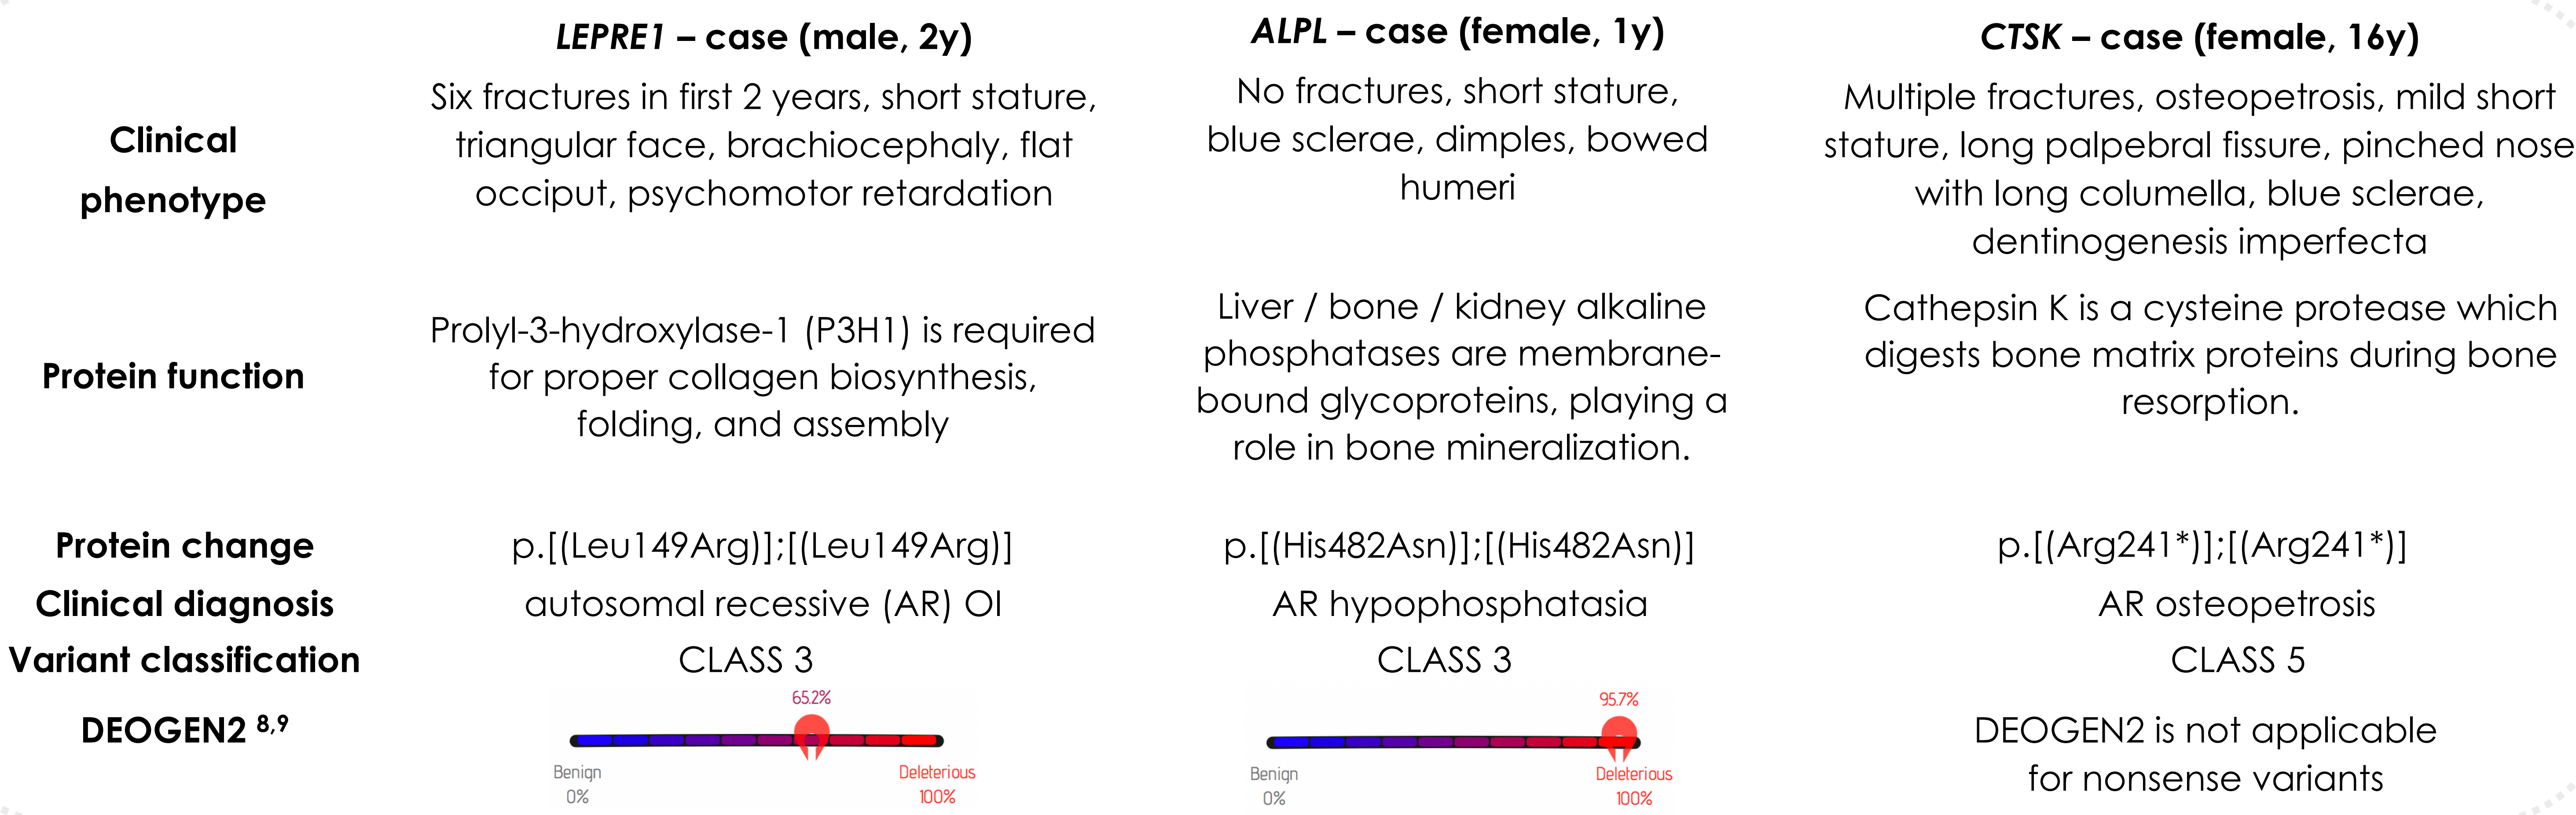 LEPRE1 – case (male, 2y)
ALPL – case (female, 1y)
CTSK – case (female, 16y)
Clinical
phenotype
Six fractures in first 2 years, short stature,
triangular face, brachiocephaly, flat
occiput, psychomotor retardation
No fractures, short stature,
blue sclerae, dimples, bowed
humeri
Multiple fractures, osteopetrosis, mild short
stature, long palpebral fissure, pinched nose
with long columella, blue sclerae,
dentinogenesis imperfecta
Protein function
Prolyl-3-hydroxylase-1 (P3H1) is required
for proper collagen biosynthesis,
folding, and assembly
Liver / bone / kidney alkaline
phosphatases are membrane-
bound glycoproteins, playing a
role in bone mineralization.
Cathepsin K is a cysteine protease which
digests bone matrix proteins during bone
resorption.
Protein change
p.[(Leu149Arg)];[(Leu149Arg)]
p.[(His482Asn)];[(His482Asn)]
p.[(Arg241*)];[(Arg241*)]
Clinical diagnosis
autosomal recessive (AR) OI
AR hypophosphatasia
AR osteopetrosis
Variant classification
CLASS 3
CLASS 3
CLASS 5
DEOGEN2 8,9
65.2%
Benign
0%
Deleterious
100%
95.7%
Benign
0%
Deleterious
100%
DEOGEN2 is not applicable
for nonsense variants